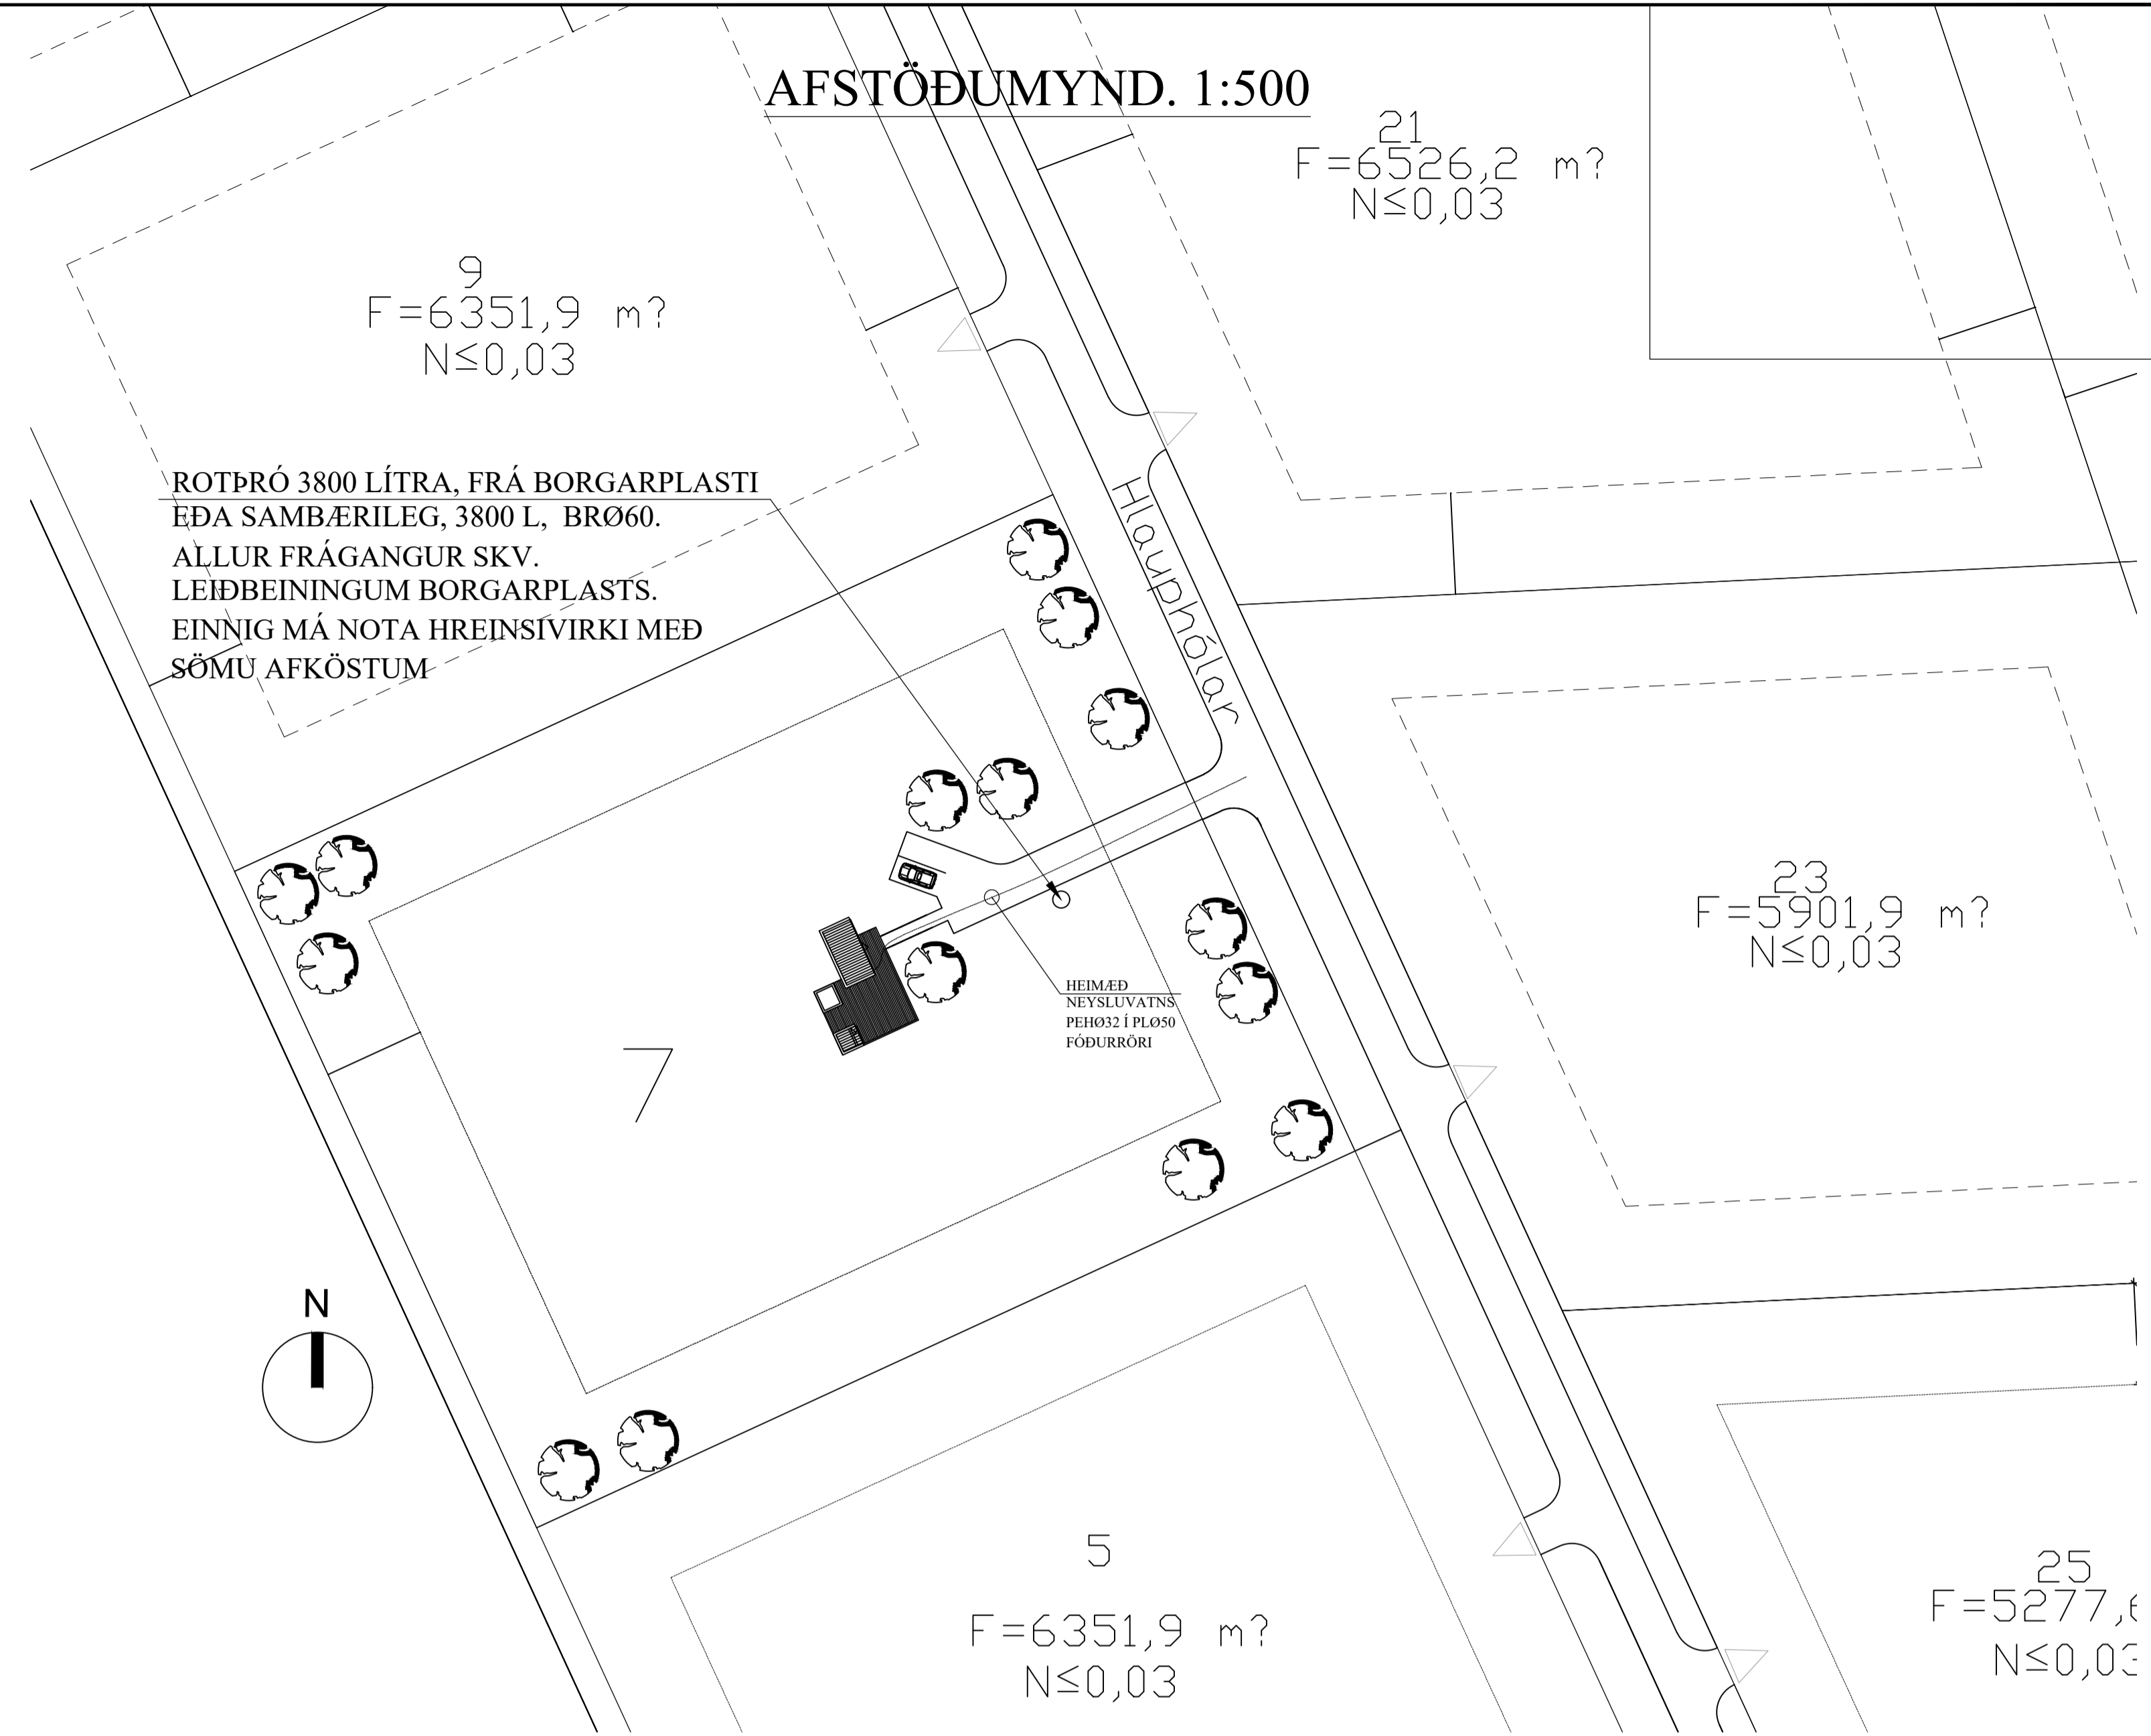 AFSTÖÐUMYND. 1:500
21
F=6526,2 m?
N≤0,03
9
F=6351,9 m?
N≤0,03
ROTÞRÓ 3800 LÍTRA, FRÁ BORGARPLASTI
EÐA SAMBÆRILEG, 3800 L, BRØ60.
ALLUR FRÁGANGUR SKV.
LEIÐBEININGUM BORGARPLASTS.
EINNIG MÁ NOTA HREINSIVIRKI MEÐ
SÖMU AFKÖSTUM
Hlauphólar
23
F=5901,9 m?
N≤0,03
HEIMÆÐ
NEYSLUVATNS
PEHØ32 Í PLØ50
FÓÐURRÖRI
7
N
5
F=6351,9 m?
N≤0,03
25
F=5277,6
N≤0,03